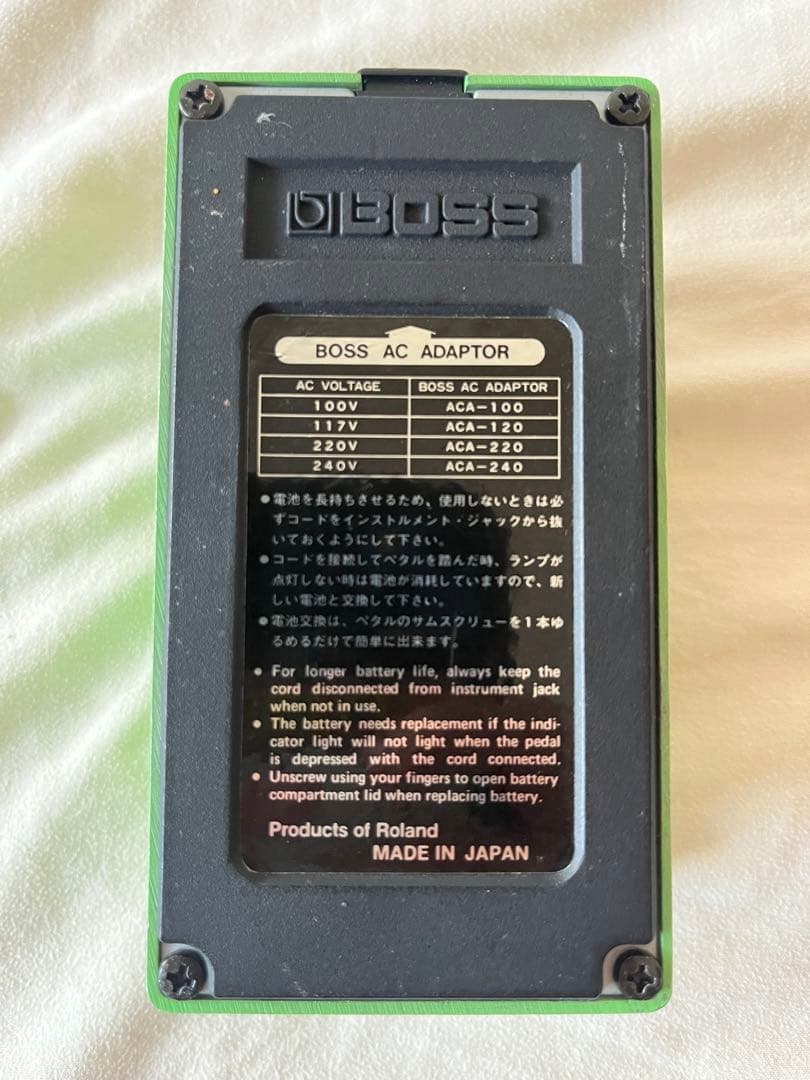 BOSS
BOSS AC ADAPTOR
AC VOLTAGE BOSS AC ADAPTOR
100V ACA-100
117V ACA-120
220V ACA-220
240V ACA-240
●電池を長持ちさせるため、使用しないときは必
ずコードをインストルメント・ジャックから抜
いておくようにして下さい。
●コードを接続してペタルを踏んだ時、ランプが
点灯しない時は電池が消耗していますので、新
しい電池と交換して下さい。
●電池交換は、ペタルのサムスクリューを1本ゆ
るめるだけで簡単に出来ます。
● For longer battery life, always keep the
cord disconnected from instrument jack
when not in use.
● The battery needs replacement if the indi-
cator light will not light when the pedal
is depressed with the cord connected.
● Unscrew using your fingers to open battery
compartment lid when replacing battery.
Products of Roland
MADE IN JAPAN